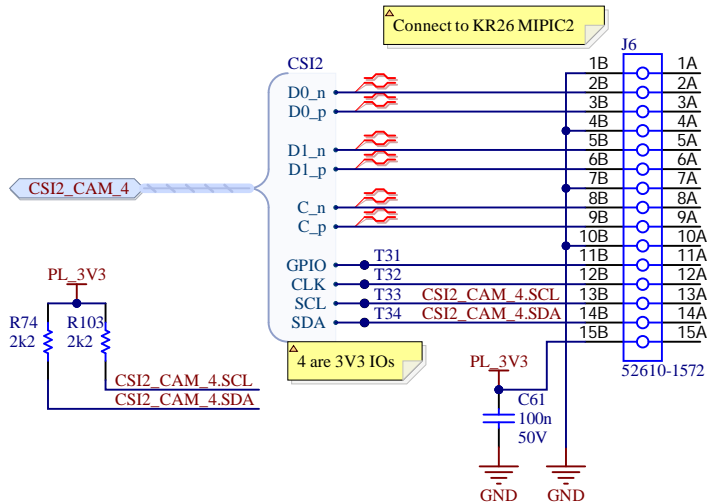 Connect to KR26 MIPIC2
J6
CSI2
1B 1A
D0_n 2B 2A
D0_p 3B 3A
4B 4A
D1_n 5B 5A
D1_p 6B 6A
7B 7A
CSI2_CAM_4
C_n 8B 8A
C_p 9B 9A
10B 10A
GPIO T31 11B 11A
CLK T32 12B 12A
SCL T33 CSI2_CAM_4.SCL 13B 13A
SDA T34 CSI2_CAM_4.SDA 14B 14A
15B 15A
PL_3V3
R74 R103
2k2 2k2
CSI2_CAM_4.SCL
CSI2_CAM_4.SDA
4 are 3V3 IOs
PL_3V3
52610-1572
C61
100n
50V
GND GND